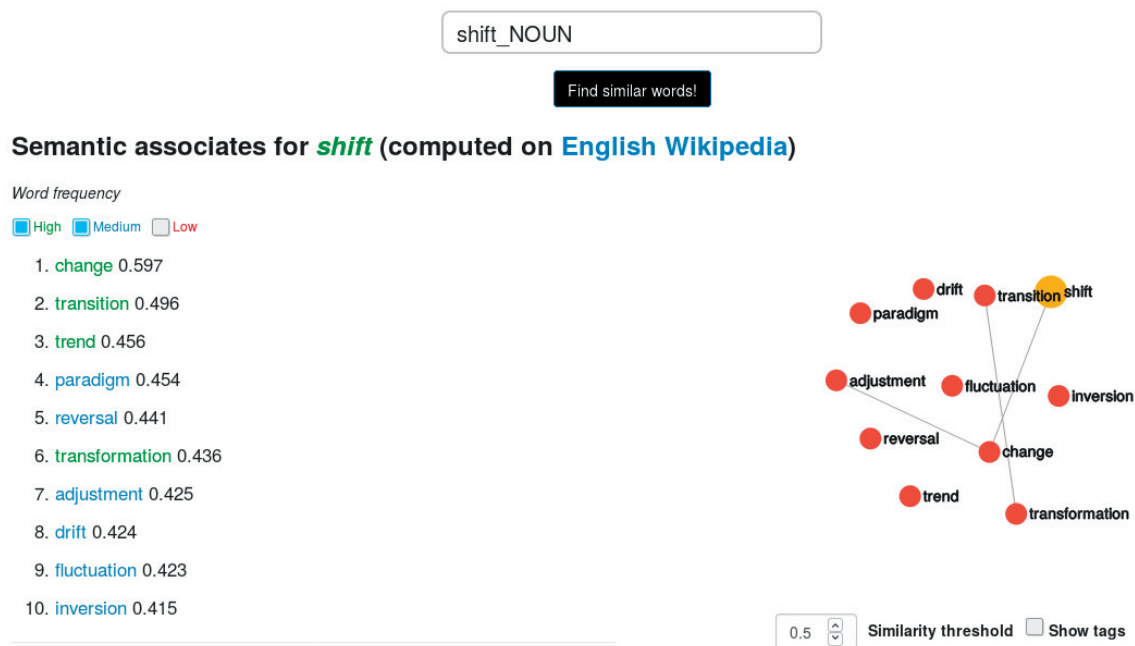 shift_NOUN
Find similar words!
Semantic associates for shift (computed on English Wikipedia)
Word frequency
High Medium Low
1. change 0.597
2. transition 0.496
3. trend 0.456
4. paradigm 0.454
5. reversal 0.441
6. transformation 0.436
7. adjustment 0.425
8. drift 0.424
9. fluctuation 0.423
10. inversion 0.415
drift
transition
shift
paradigm
adjustment
fluctuation
inversion
reversal
change
trend
transformation
0.5 Similarity threshold Show tags